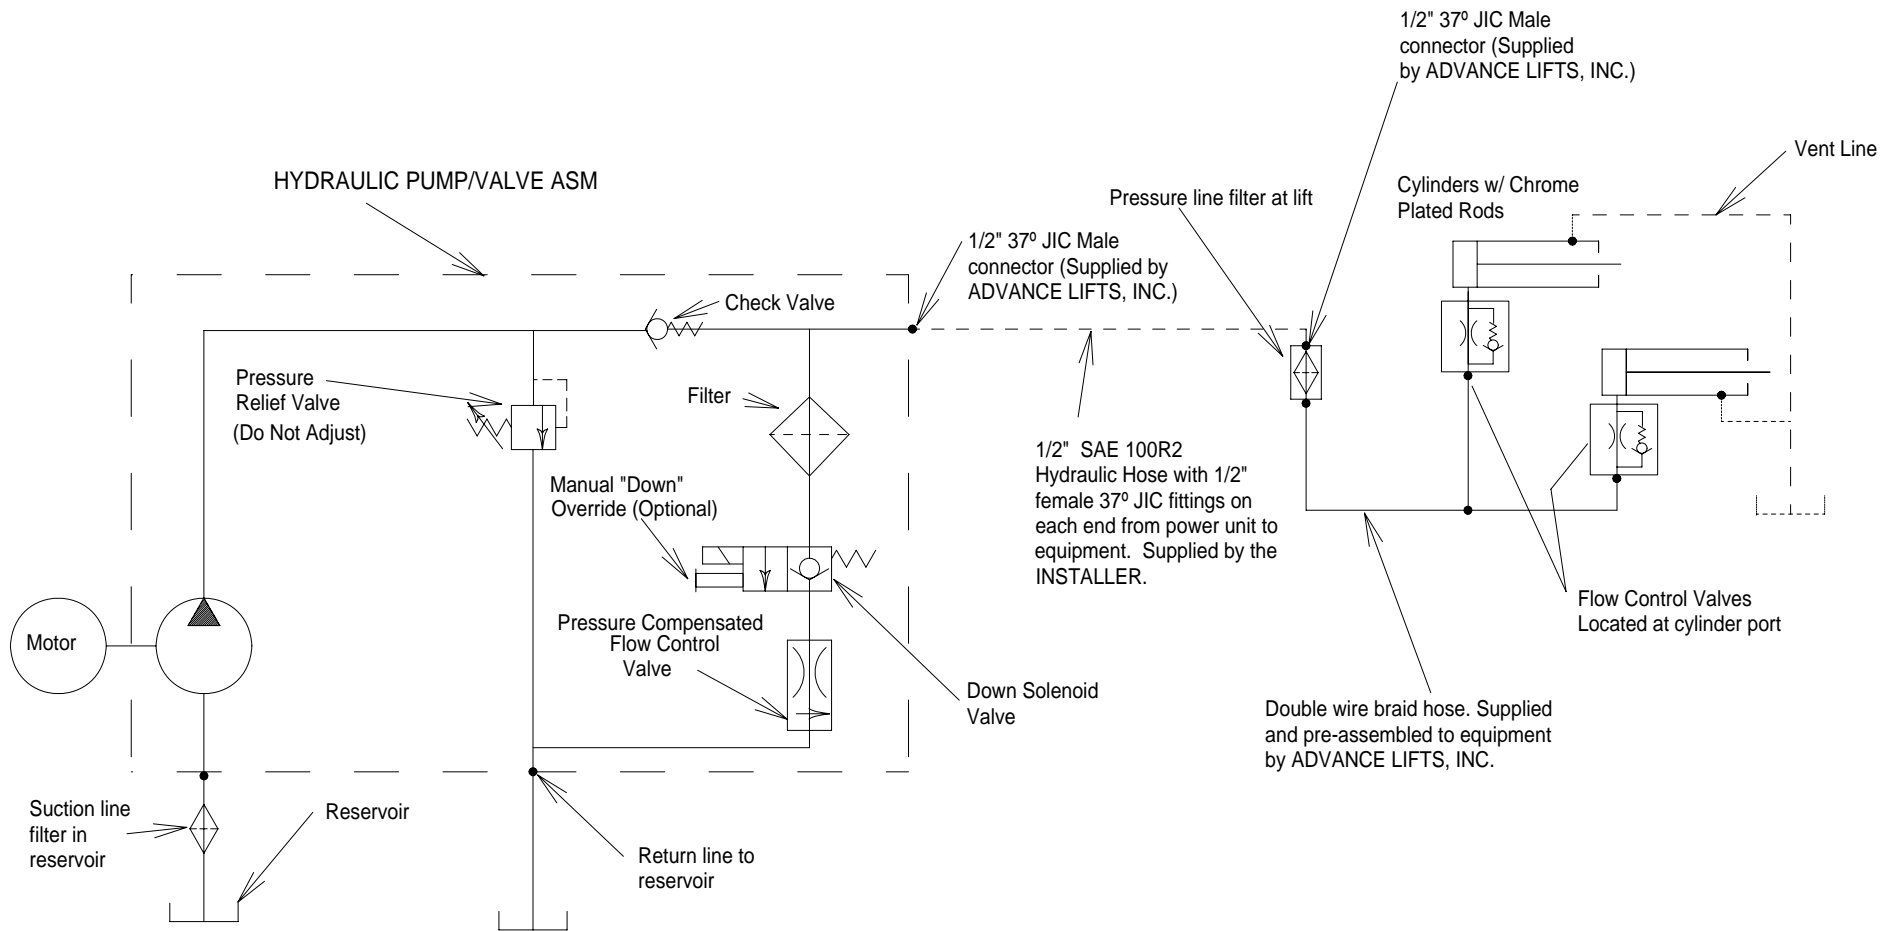 1/2" 37º JIC Male
connector (Supplied
by ADVANCE LIFTS, INC.)
Vent Line
HYDRAULIC PUMP/VALVE ASM
Cylinders w/ Chrome
Plated Rods
Pressure line filter at lift
1/2" 37º JIC Male
connector (Supplied by
ADVANCE LIFTS, INC.)
Check Valve
Pressure
Relief Valve
(Do Not Adjust)
Filter
1/2" SAE 100R2
Hydraulic Hose with 1/2"
female 37º JIC fittings on
each end from power unit to
equipment. Supplied by the
INSTALLER.
Manual "Down"
Override (Optional)
Flow Control Valves
Located at cylinder port
Motor
Pressure Compensated
Flow Control
Valve
Down Solenoid
Valve
Double wire braid hose. Supplied
and pre-assembled to equipment
by ADVANCE LIFTS, INC.
Suction line
filter in
reservoir
Reservoir
Return line to
reservoir